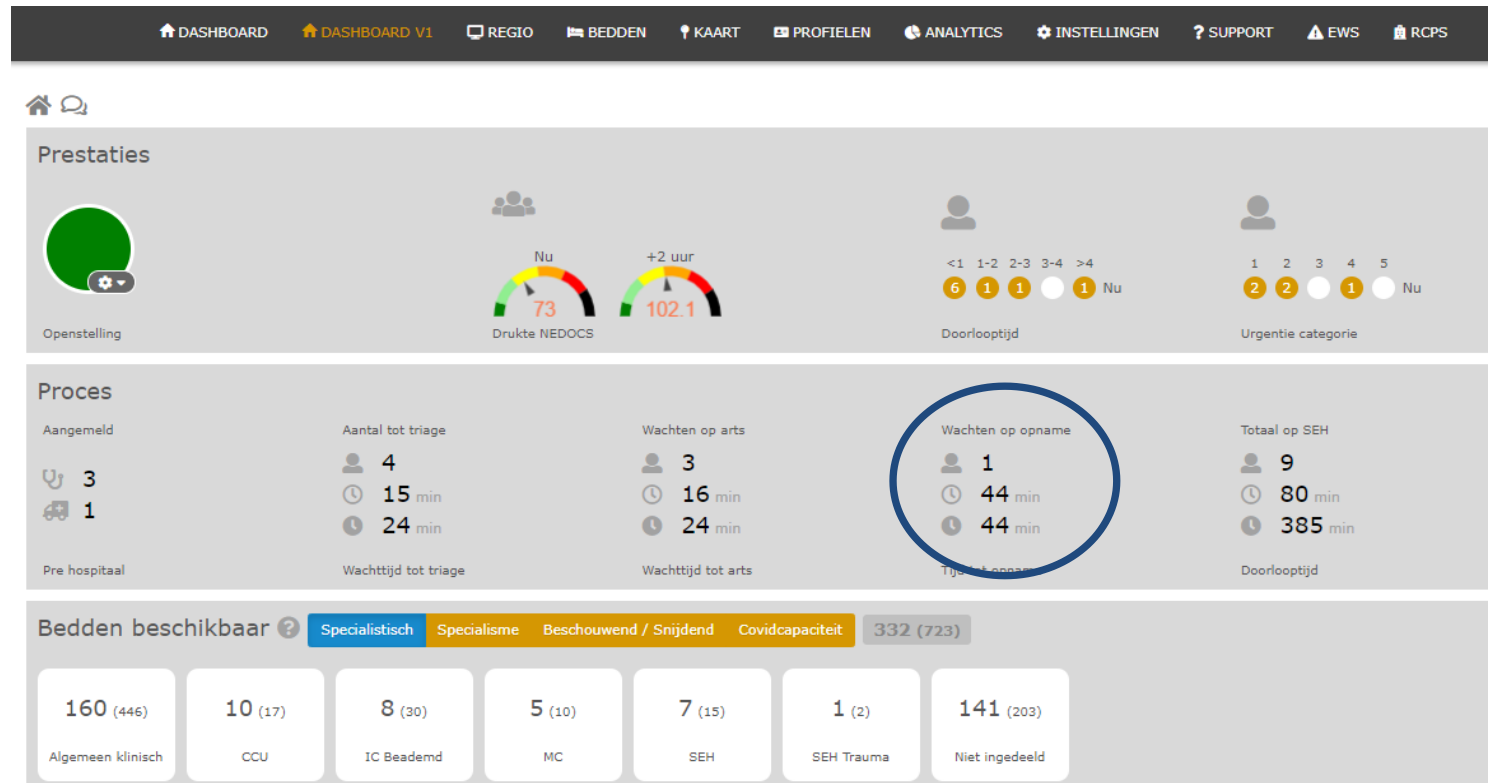 DASHBOARD DASHBOARD V1 REGIO BEDDEN KAART PROFIELEN ANALYTICS INSTELLINGEN ? SUPPORT EWS RCPS
Prestaties
Nu +2 uur
73 102.1
<1 1-2 2-3 3-4 >4
6 1 1 1 Nu
1 2 3 4 5
2 2 1 Nu
Openstelling Drukte NEDOCS Doorlooptijd Urgentie categorie
Proces
Aangemeld Aantal tot triage Wachten op arts Wachten op opname Totaal op SEH
3
1
4
15 min
24 min
3
16 min
24 min
1
44 min
44 min
9
80 min
385 min
Pre hospitaal Wachttijd tot triage Wachttijd tot arts Tijd tot opname Doorlooptijd
Bedden beschikbaar ? Specialistisch Specialisme Beschouwend / Snijdend Covidcapaciteit 332 (723)
160 (446) 10 (17) 8 (30) 5 (10) 7 (15) 1 (2) 141 (203)
Algemeen klinisch CCU IC Beademd MC SEH SEH Trauma Niet ingedeeld